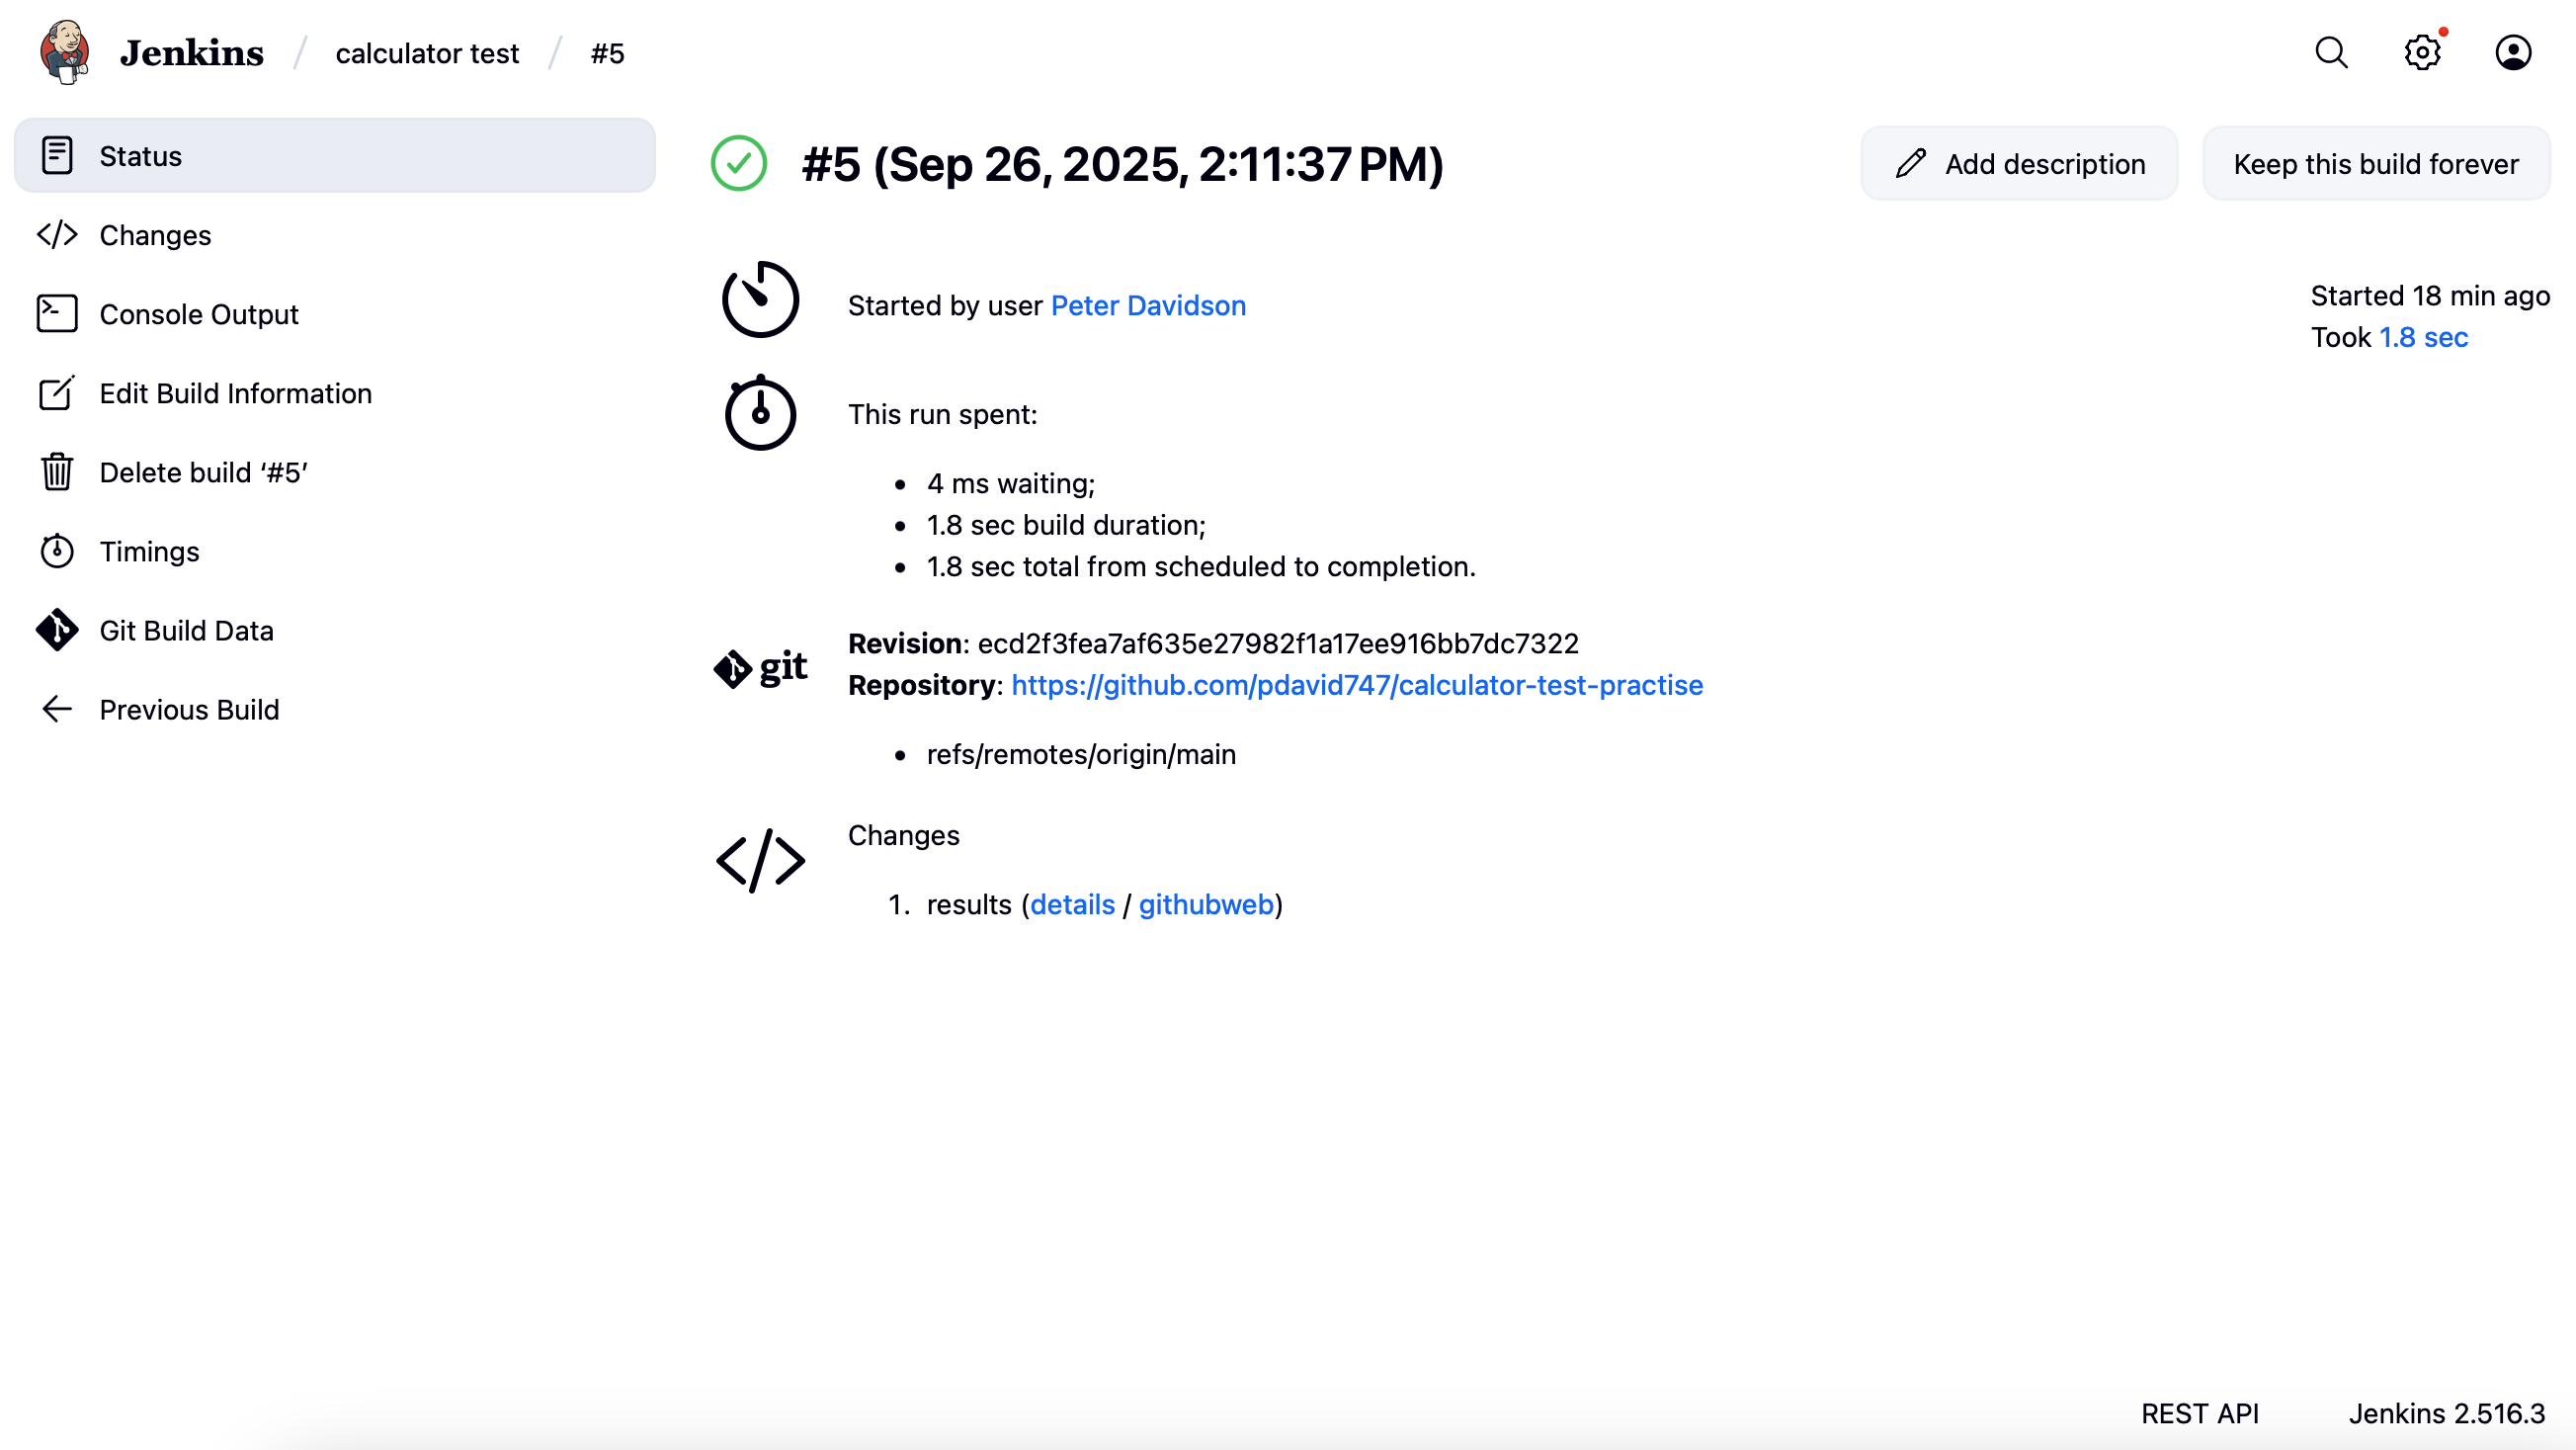 Jenkins / calculator test / #5
Status
Changes
Console Output
Edit Build Information
Delete build ‘#5’
Timings
Git Build Data
Previous Build
#5 (Sep 26, 2025, 2:11:37 PM)
Add description
Keep this build forever
Started by user Peter Davidson
Started 18 min ago
Took 1.8 sec
This run spent:
• 4 ms waiting;
• 1.8 sec build duration;
• 1.8 sec total from scheduled to completion.
git
Revision: ecd2f3fea7af635e27982f1a17ee916bb7dc7322
Repository: https://github.com/pdavid747/calculator-test-practise
• refs/remotes/origin/main
Changes
1. results (details / githubweb)
REST API
Jenkins 2.516.3